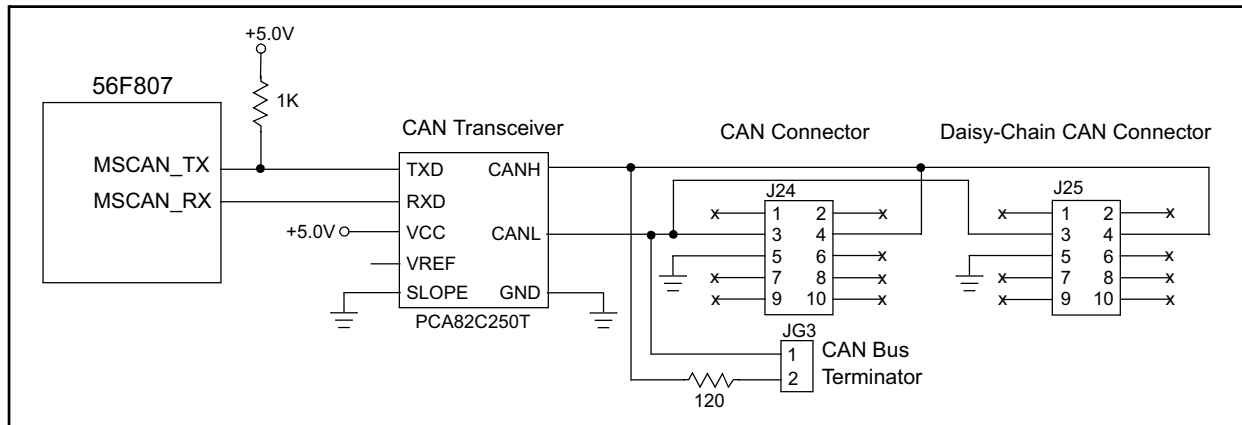 +5.0V
56F807
1K
CAN Transceiver
CAN Connector
Daisy-Chain CAN Connector
MSCAN_TX
MSCAN_RX
TXD
CANH
RXD
+5.0V
VCC
CANL
VREF
SLOPE
GND
PCA82C250T
J24
x 1 2 x
3 4
5 6 x
x 7 8 x
x 9 10 x
J25
x 1 2 x
3 4
5 6 x
x 7 8 x
x 9 10 x
JG3
1
2
CAN Bus
Terminator
120